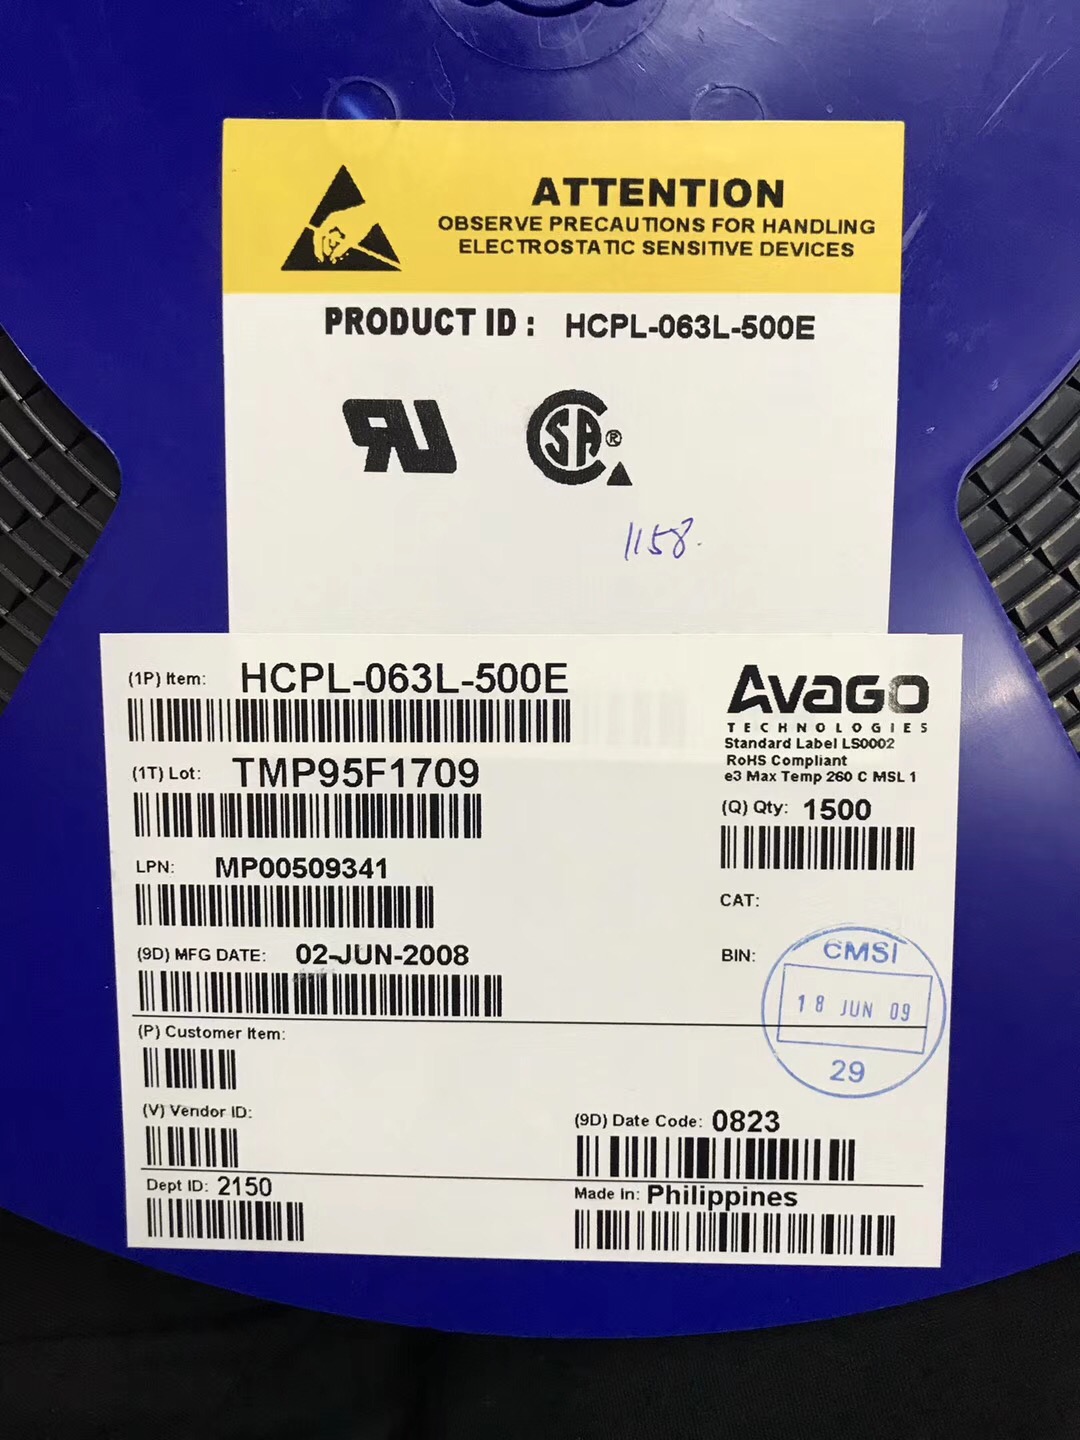 ATTENTION
OBSERVE PRECAUTIONS FOR HANDLING
ELECTROSTATIC SENSITIVE DEVICES
PRODUCT ID : HCPL-063L-500E
RU
CSA®
1158.
(1P) Item: HCPL-063L-500E
AVAGO
TECHNOLOGIES
Standard Label LS0002
RoHS Compliant
e3 Max Temp 260 C MSL 1
(1T) Lot: TMP95F1709
(Q) Qty: 1500
LPN: MP00509341
CAT:
(9D) MFG DATE: 02-JUN-2008
BIN:
CMSI
18 JUN 09
29
(P) Customer Item:
(V) Vendor ID:
(9D) Date Code: 0823
Dept ID: 2150
Made In: Philippines